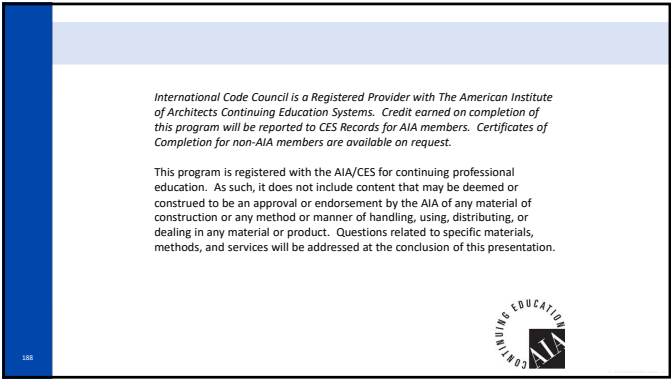 International Code Council is a Registered Provider with The American Institute
of Architects Continuing Education Systems. Credit earned on completion of
this program will be reported to CES Records for AIA members. Certificates of
Completion for non-AIA members are available on request.
This program is registered with the AIA/CES for continuing professional
education. As such, it does not include content that may be deemed or
construed to be an approval or endorsement by the AIA of any material of
construction or any method or manner of handling, using, distributing, or
dealing in any material or product. Questions related to specific materials,
methods, and services will be addressed at the conclusion of this presentation.
CONTINUING EDUCATION
AIA
188